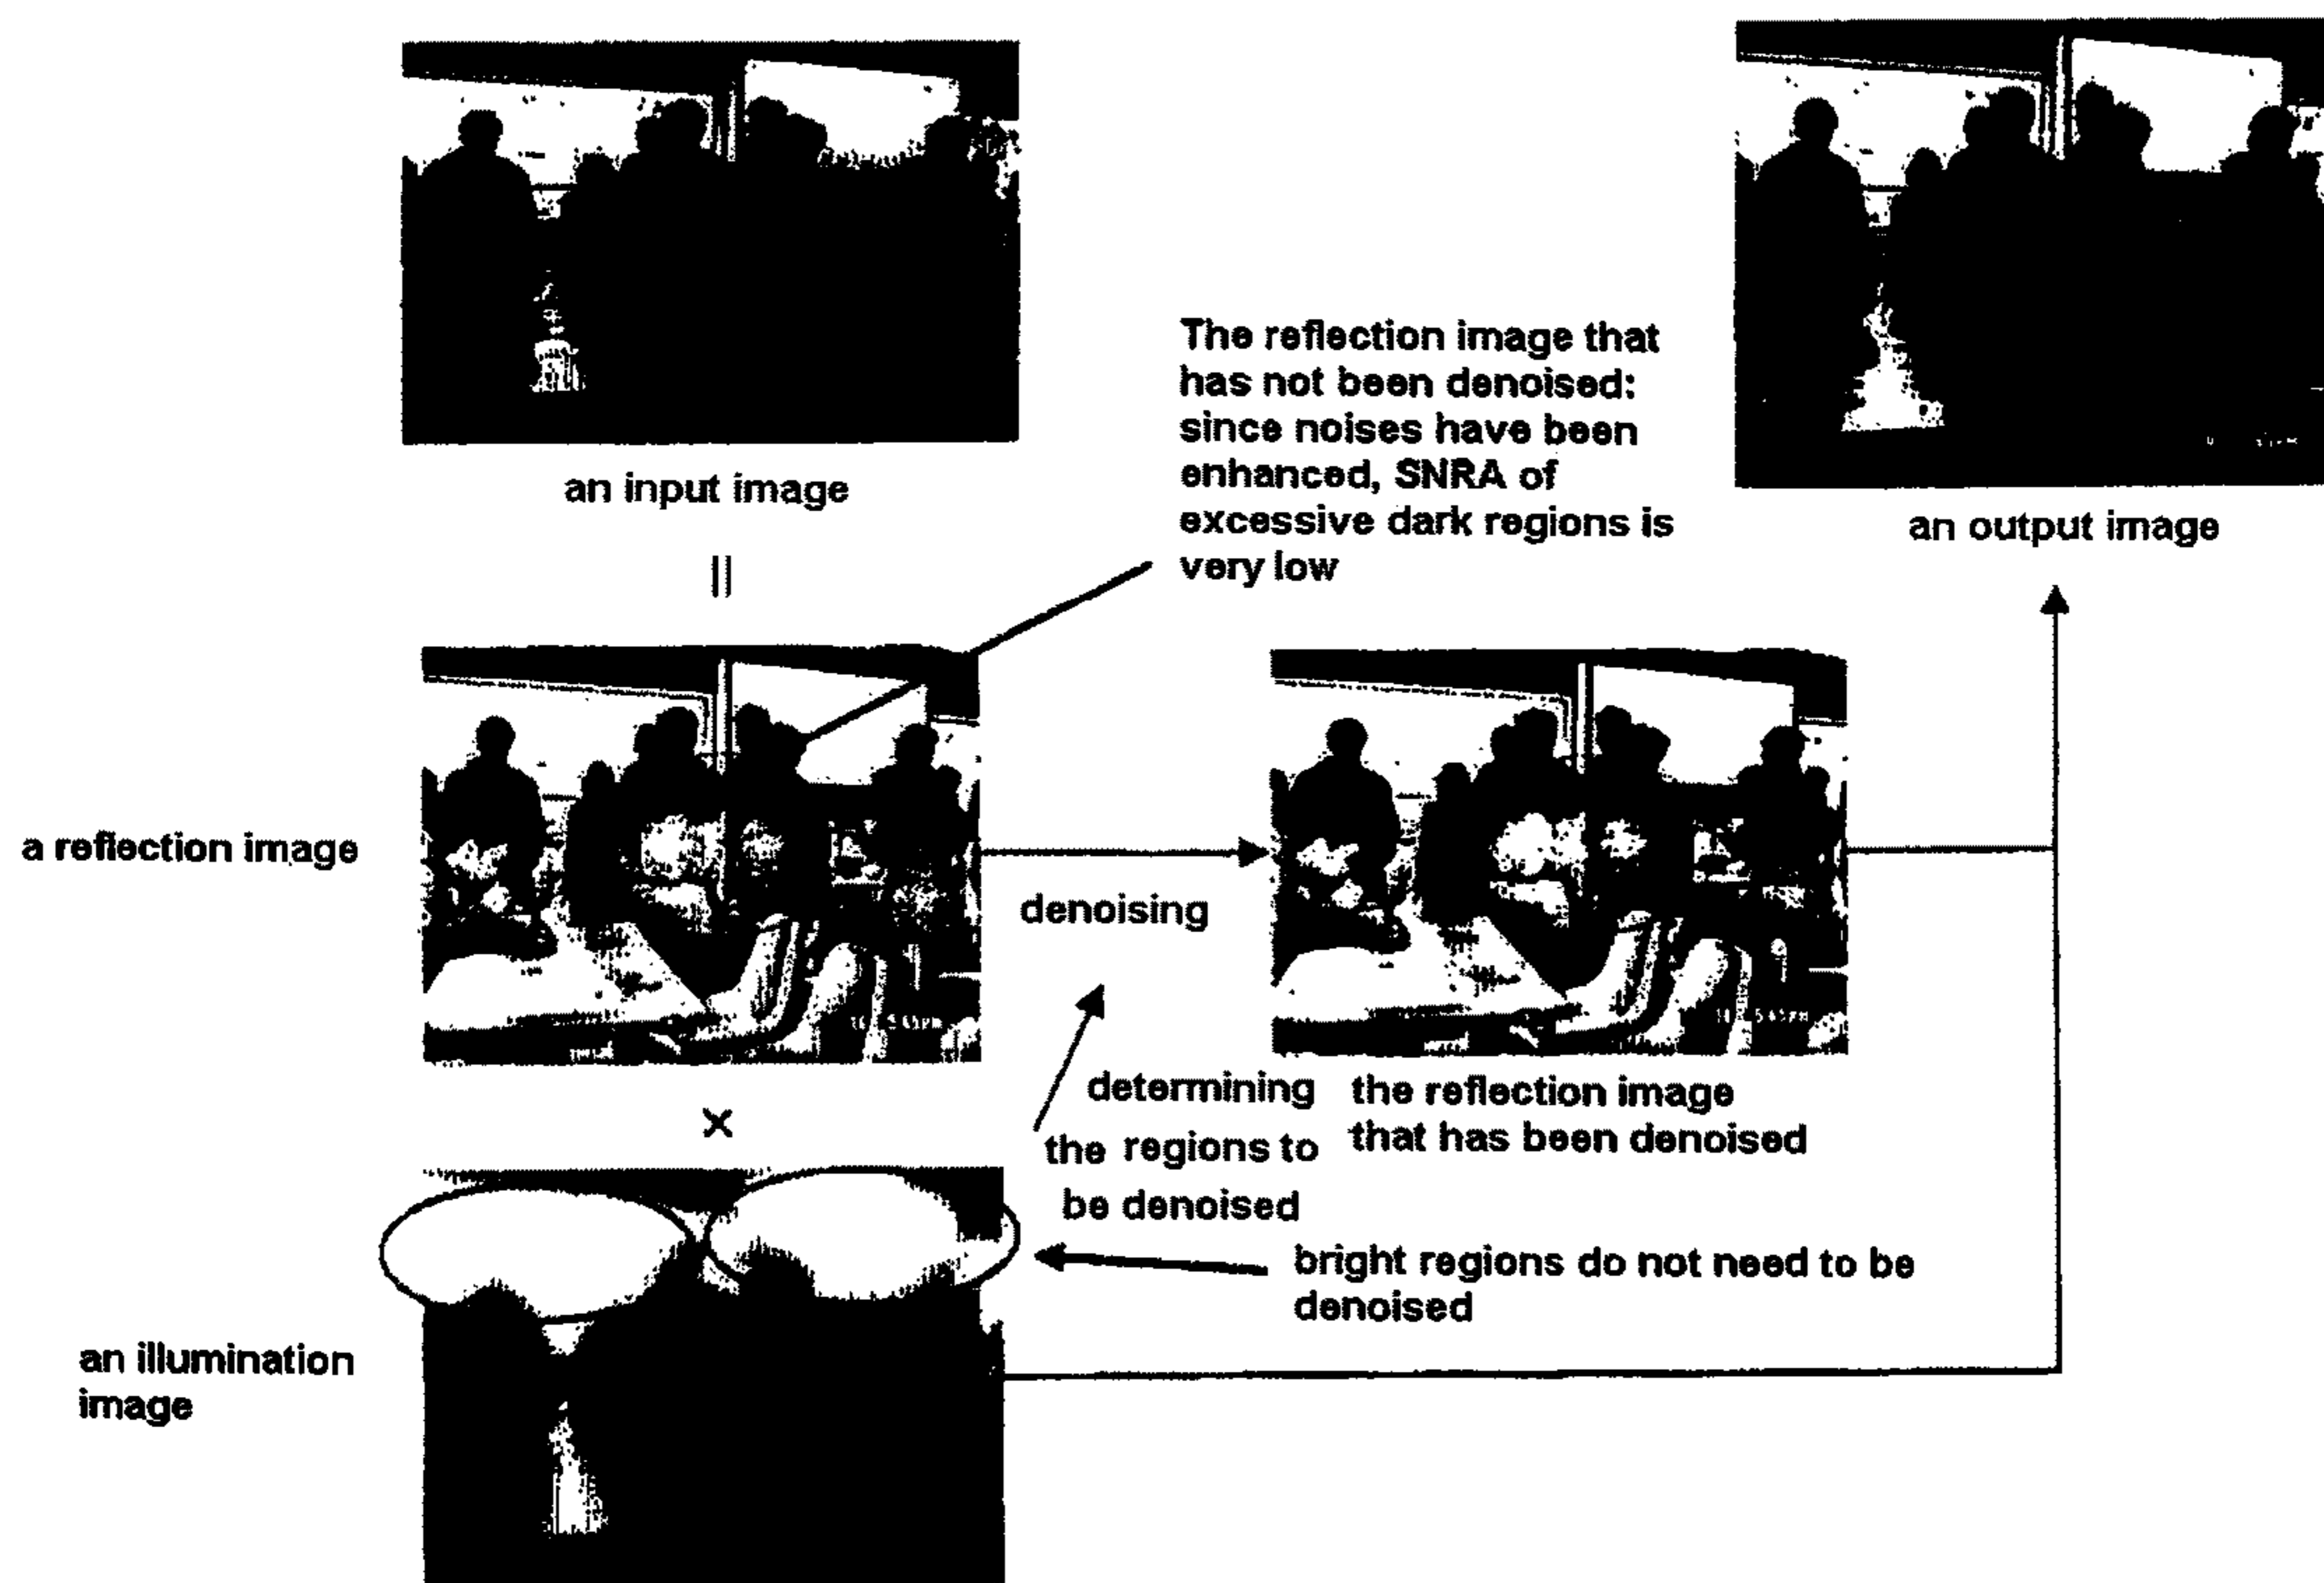 an input image
The reflection image that
has not been denoised:
since noises have been
enhanced, SNRA of
excessive dark regions is
very low
an output image
||
a reflection image
denoising
determining
the regions to
be denoised
the reflection image
that has been denoised
×
bright regions do not need to be
denoised
an illumination
image